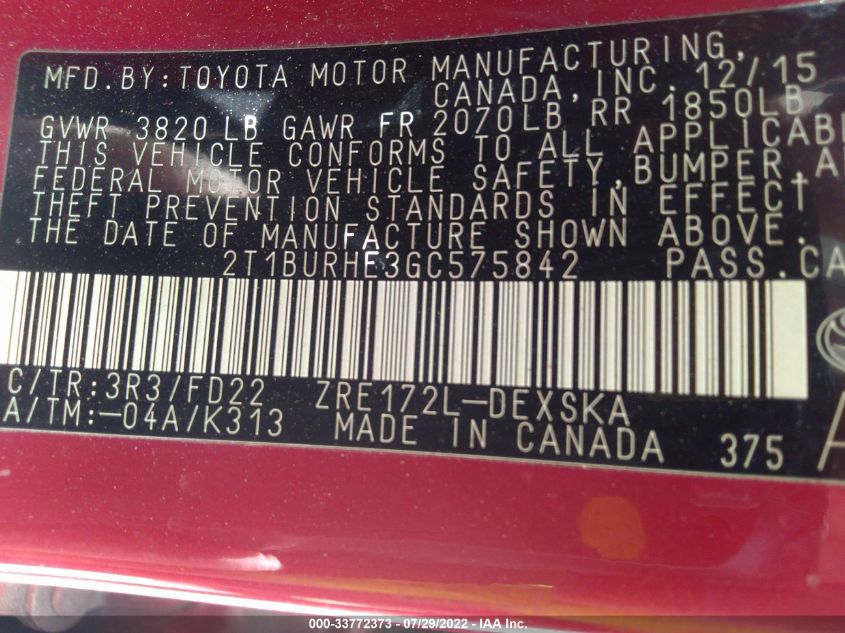 MFD.BY:TOYOTA MOTOR MANUFACTURING,
CANADA,INC.12/15
GVWR 3820 LB GAWR FR 2070LB RR 1850LB
THIS VEHICLE CONFORMS TO ALL
FEDERAL MOTOR VEHICLE SAFETY,BUMPER,
THEFT PREVENTION STANDARDS IN EFFECT
THE DATE OF MANUFACTURE SHOWN ABOVE.
2T1BURHE3GC575842 PASS.
C/TR:3R3/FD22 ZRE172L-DEXSKA
A/TM:-04A/K313 MADE IN CANADA 375
000-33772373 - 07/29/2022 - IAA Inc.